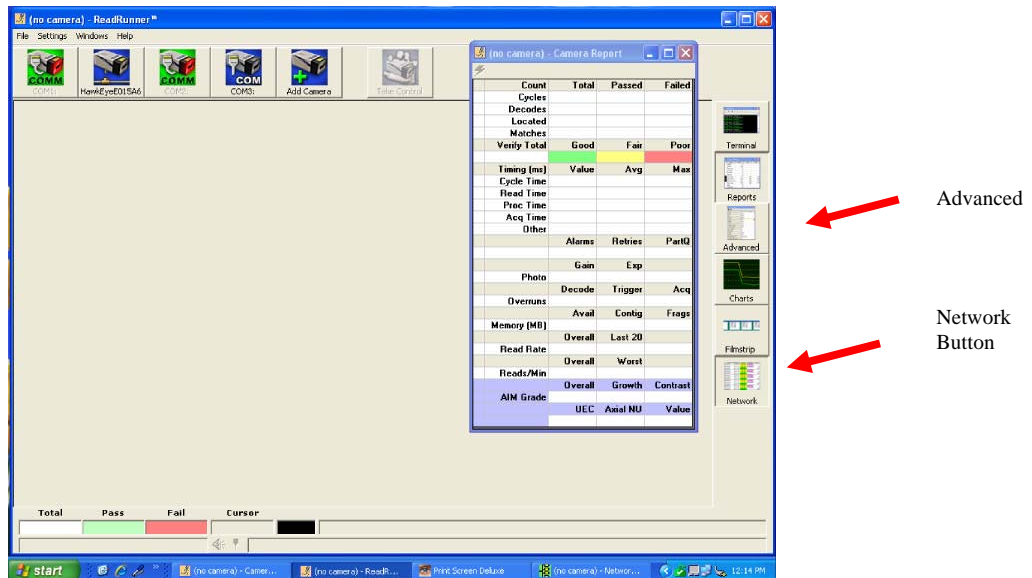 (no camera) - ReadRunner™
File Settings Windows Help
COMM COMM COM
COM1: HawkEyeE015A6 COM2: COM3: Add Camera Take Control
(no camera) - Camera Report
Count Total Passed Failed
Cycles
Decodes
Located
Matches
Verify Total Good Fair Poor
Timing (ms) Value Avg Max
Cycle Time
Read Time
Proc Time
Acq Time
Other
Alarms Retries PartQ
Gain Exp
Photo
Decode Trigger Acq
Overruns
Avail Contig Frags
Memory (MB)
Overall Last 20
Read Rate
Overall Worst
Reads/Min
Overall Growth Contrast
AIM Grade
UEC Axial NU Value
Terminal
Reports
Advanced
Charts
Filmstrip
Network
Advanced
Network
Button
Total Pass Fail Cursor
start (no camera) - Camer... (no camera) - ReadR... Print Screen Deluxe (no camera) - Networ... 12:14 PM